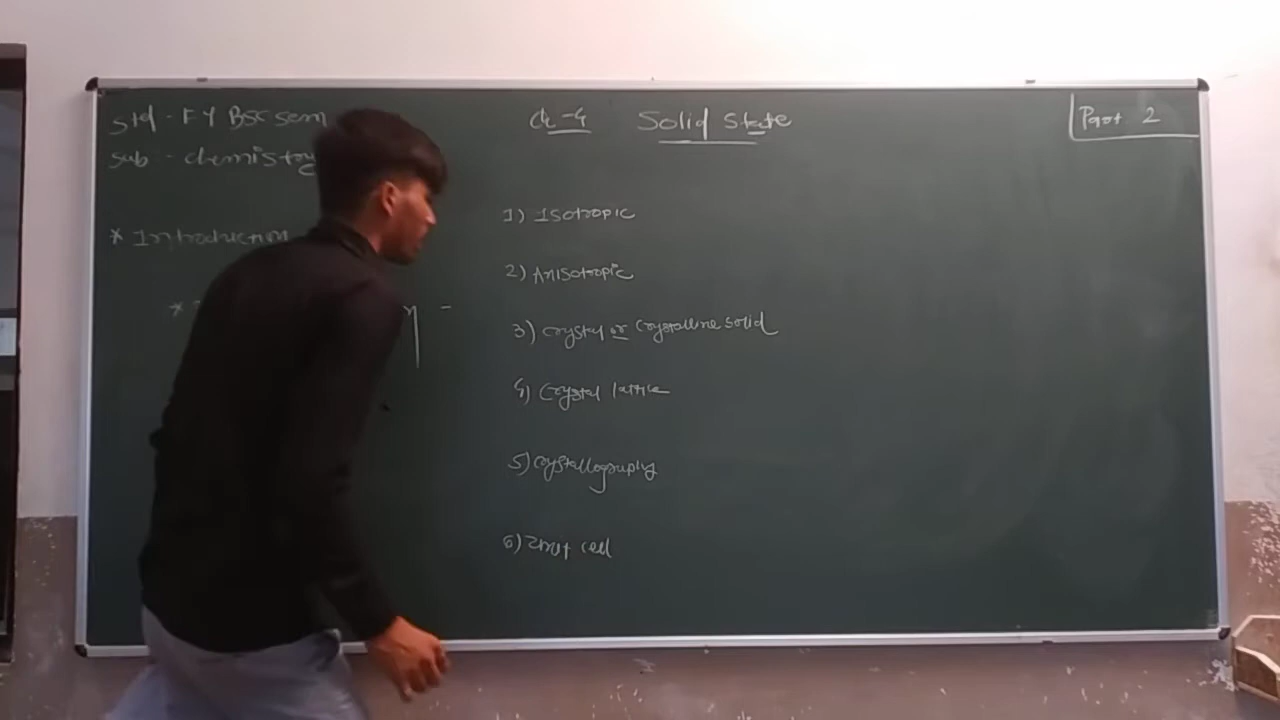 Std - F Y BSC sem
Ch-4 Solid State
Part 2
Sub - chemistry
* Introduction
1) Isotropic
2) Anisotropic
3) Crystal or crystalline solid
4) Crystal lattice
5) Crystallography
6) Unit cell